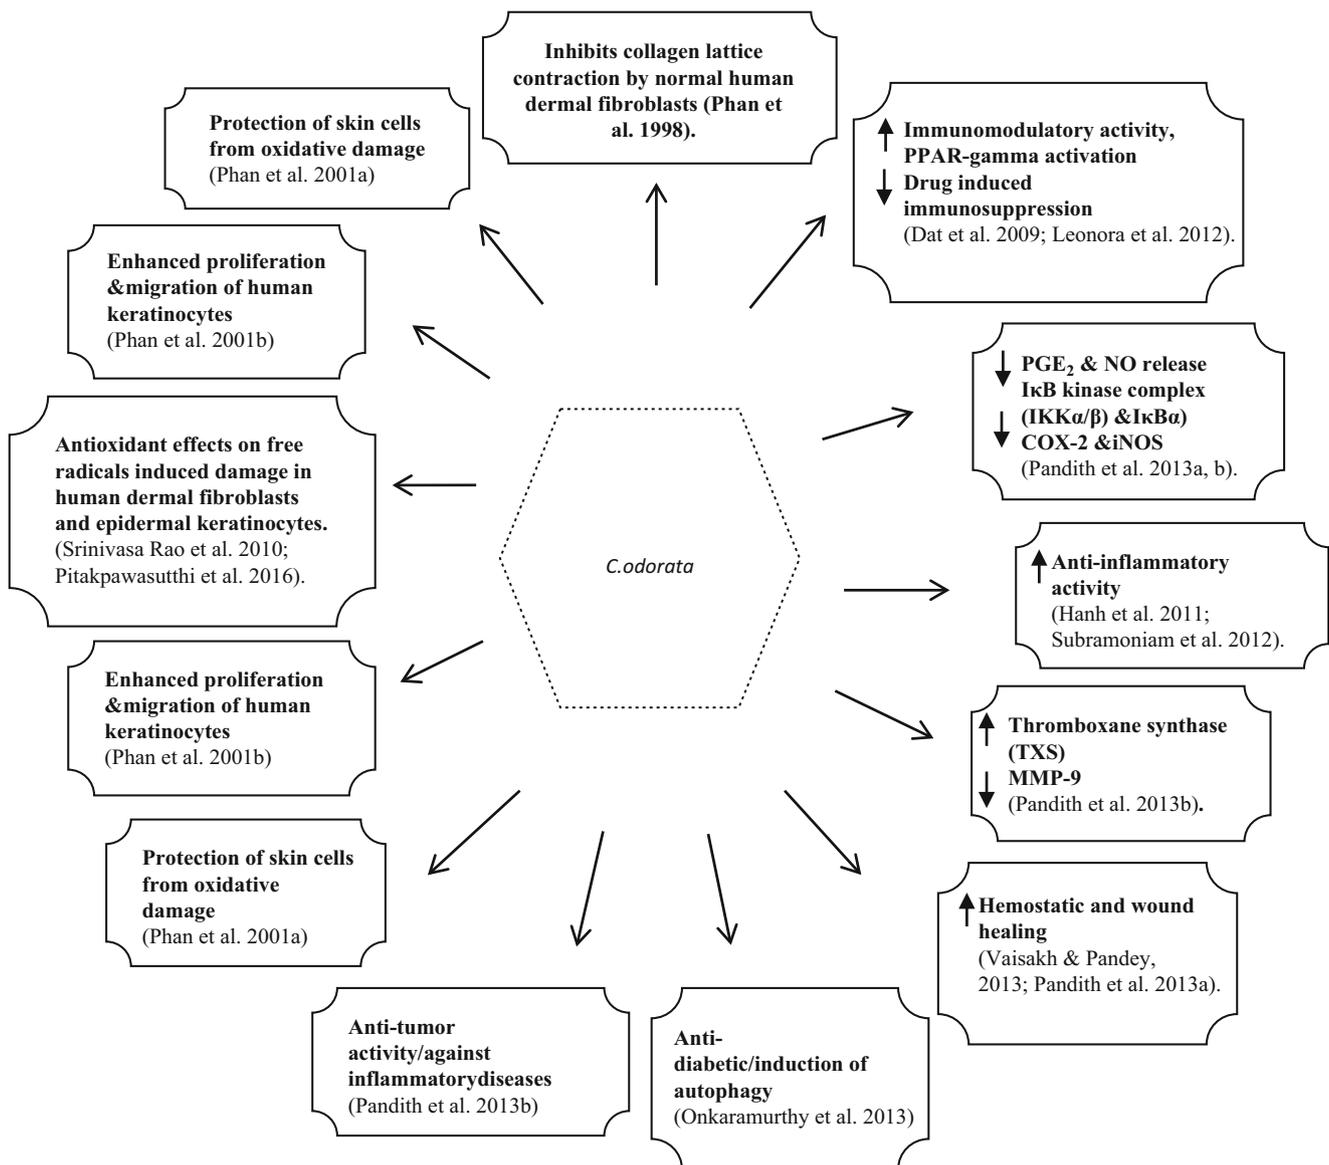 Inhibits collagen lattice
contraction by normal human
dermal fibroblasts (Phan et
al. 1998).
Protection of skin cells
from oxidative damage
(Phan et al. 2001a)
Immunomodulatory activity,
PPAR-gamma activation
Drug induced
immunosuppression
(Dat et al. 2009; Leonora et al. 2012).
Enhanced proliferation
&migration of human
keratinocytes
(Phan et al. 2001b)
PGE₂ & NO release
IκB kinase complex
(IKKα/β) &IκBα)
COX-2 &iNOS
(Pandith et al. 2013a, b).
Antioxidant effects on free
radicals induced damage in
human dermal fibroblasts
and epidermal keratinocytes.
(Srinivasa Rao et al. 2010;
Pitakpawasutthi et al. 2016).
C.odorata
Anti-inflammatory
activity
(Hanh et al. 2011;
Subramoniam et al. 2012).
Enhanced proliferation
&migration of human
keratinocytes
(Phan et al. 2001b)
Thromboxane synthase
(TXS)
MMP-9
(Pandith et al. 2013b).
Protection of skin cells
from oxidative
damage
(Phan et al. 2001a)
Hemostatic and wound
healing
(Vaisakh & Pandey,
2013; Pandith et al. 2013a).
Anti-tumor
activity/against
inflammatorydiseases
(Pandith et al. 2013b)
Anti-
diabetic/induction of
autophagy
(Onkaramurthy et al. 2013)